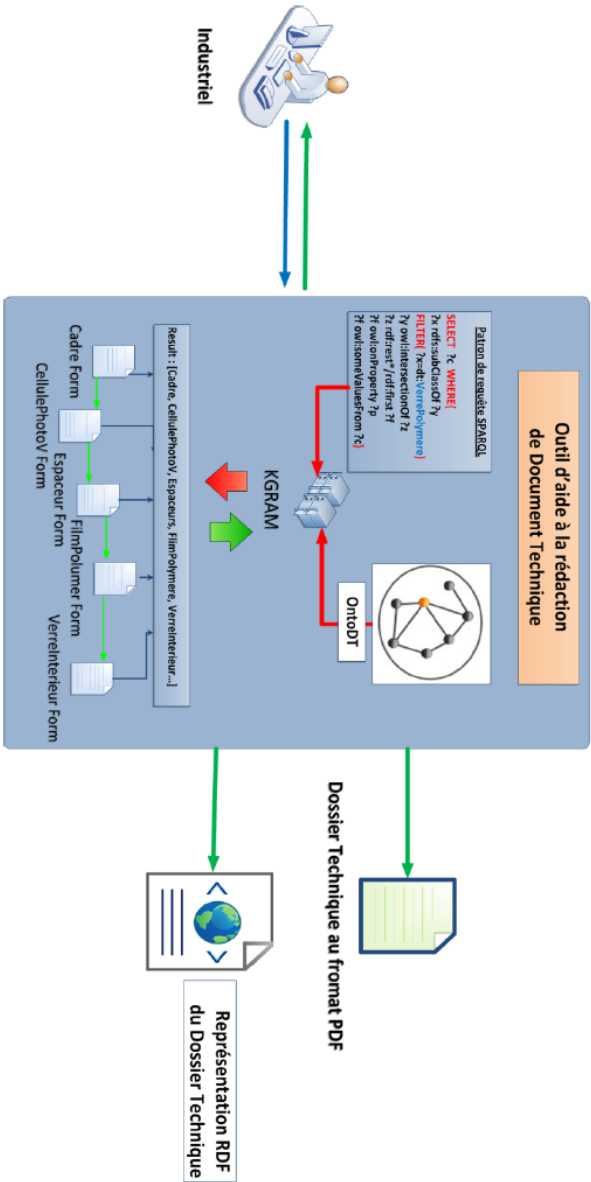 Industriel
Outil d'aide à la rédaction
de Document Technique
Patron de requête SPARQL
SELECT ?c WHERE{
?x rdfs:subClassOf ?y
FILTER( ?x=dt:VerrePolymere)
?y owl:intersectionOf ?z
?z rdf:rest*/rdf:first ?f
?f owl:onProperty ?p
?f owl:someValuesFrom ?c}
OntoDT
KGRAM
Result : [Cadre, CellulePhotoV, Espaceurs, FlimPolymere, VerreInterieur...]
Cadre Form
CellulePhotoV Form
Espaceur Form
FilmPolumer Form
VerreInterieur Form
Dossier Technique au fromat PDF
Représentation RDF
du Dossier Technique